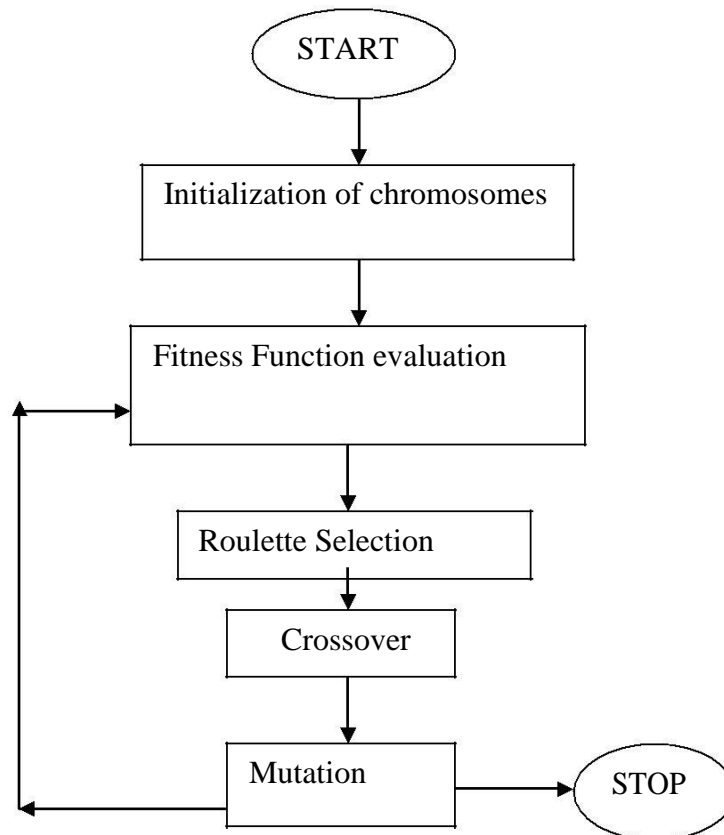 START
Initialization of chromosomes
Fitness Function evaluation
Roulette Selection
Crossover
Mutation
STOP